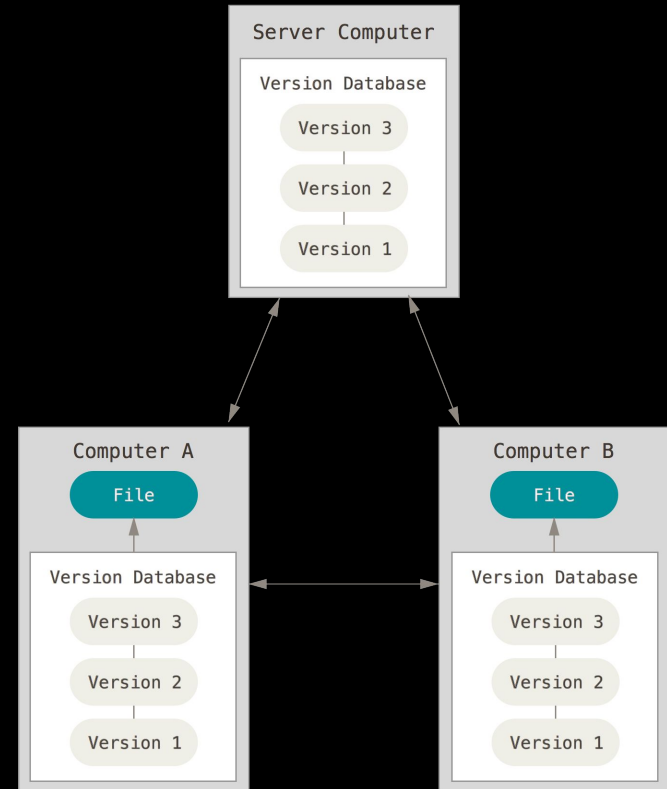 Server Computer
Version Database
Version 3
Version 2
Version 1
Computer A
File
Version Database
Version 3
Version 2
Version 1
Computer B
File
Version Database
Version 3
Version 2
Version 1